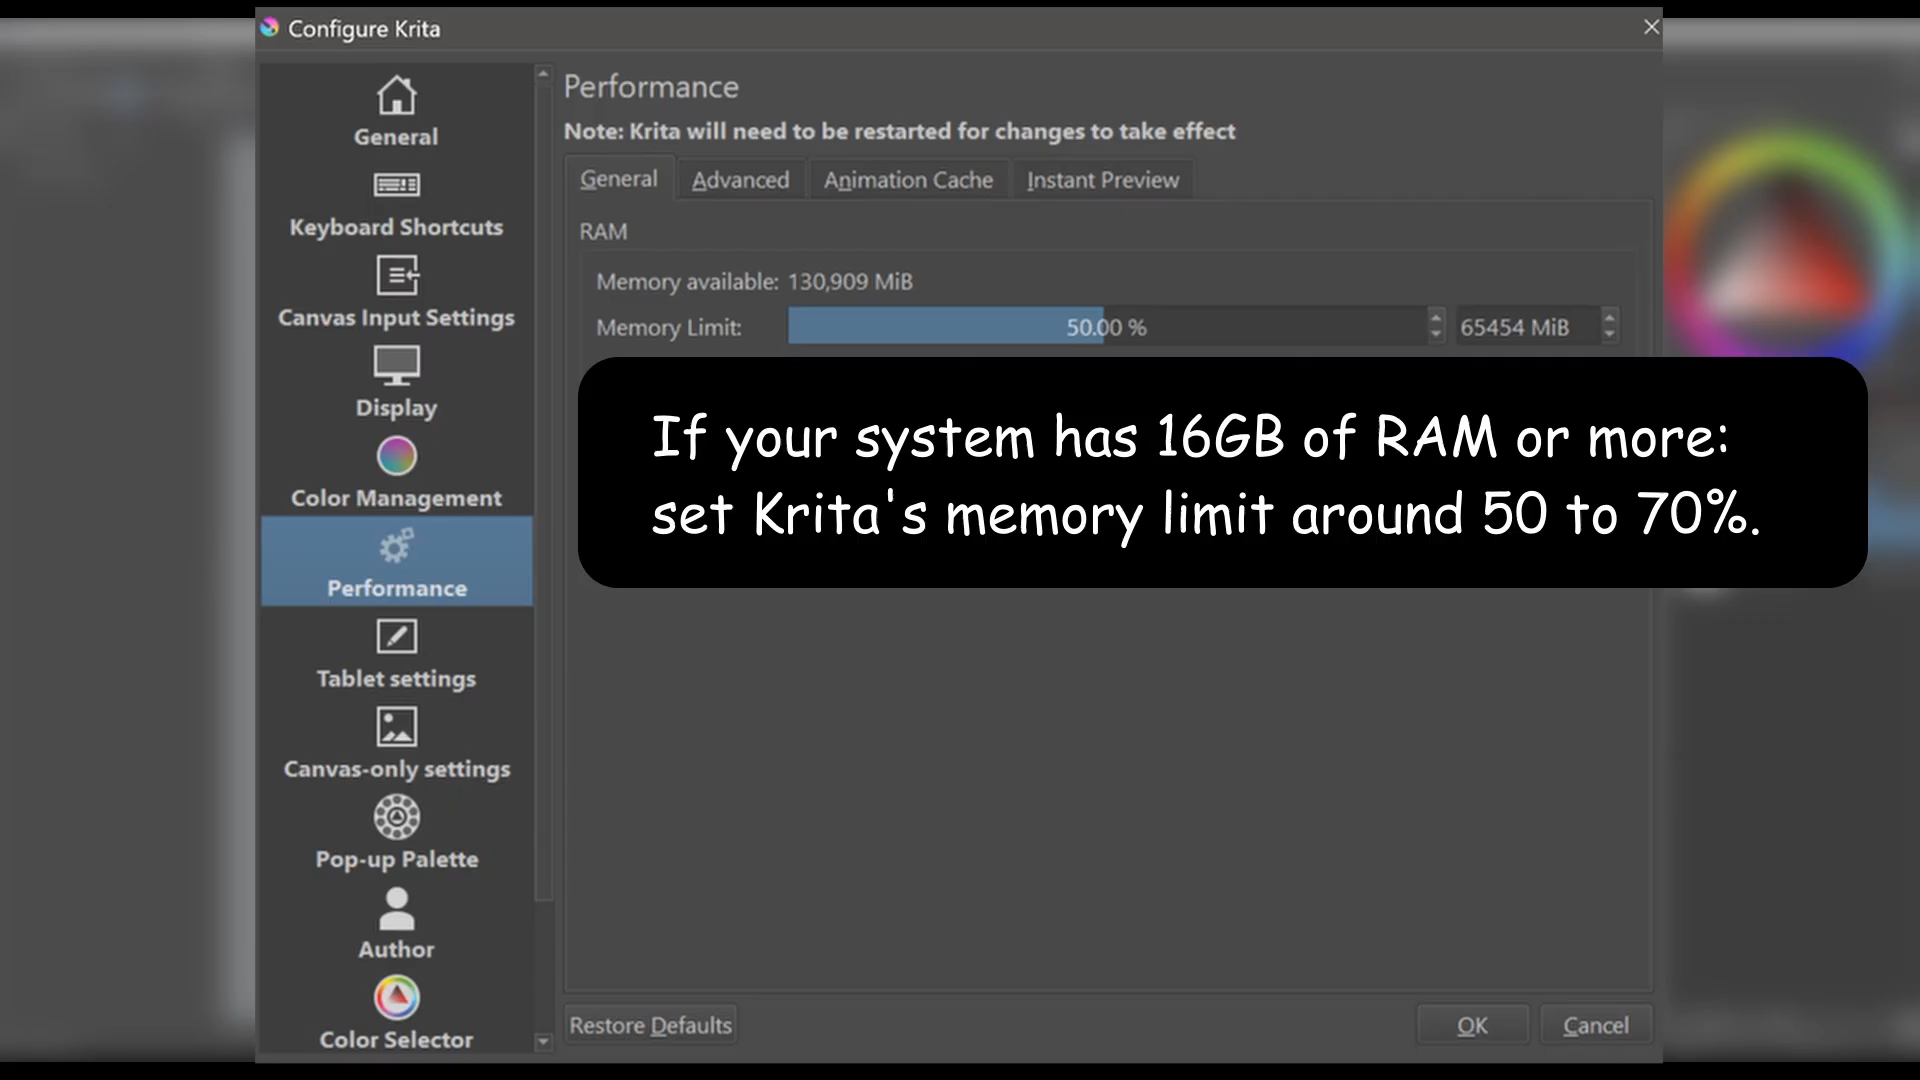 Configure Krita
General
Keyboard Shortcuts
Canvas Input Settings
Display
Color Management
Performance
Tablet settings
Canvas-only settings
Pop-up Palette
Author
Color Selector
Performance
Note: Krita will need to be restarted for changes to take effect
General Advanced Animation Cache Instant Preview
RAM
Memory available: 130,909 MiB
Memory Limit: 50.00 % 65454 MiB
If your system has 16GB of RAM or more:
set Krita's memory limit around 50 to 70%.
Restore Defaults OK Cancel